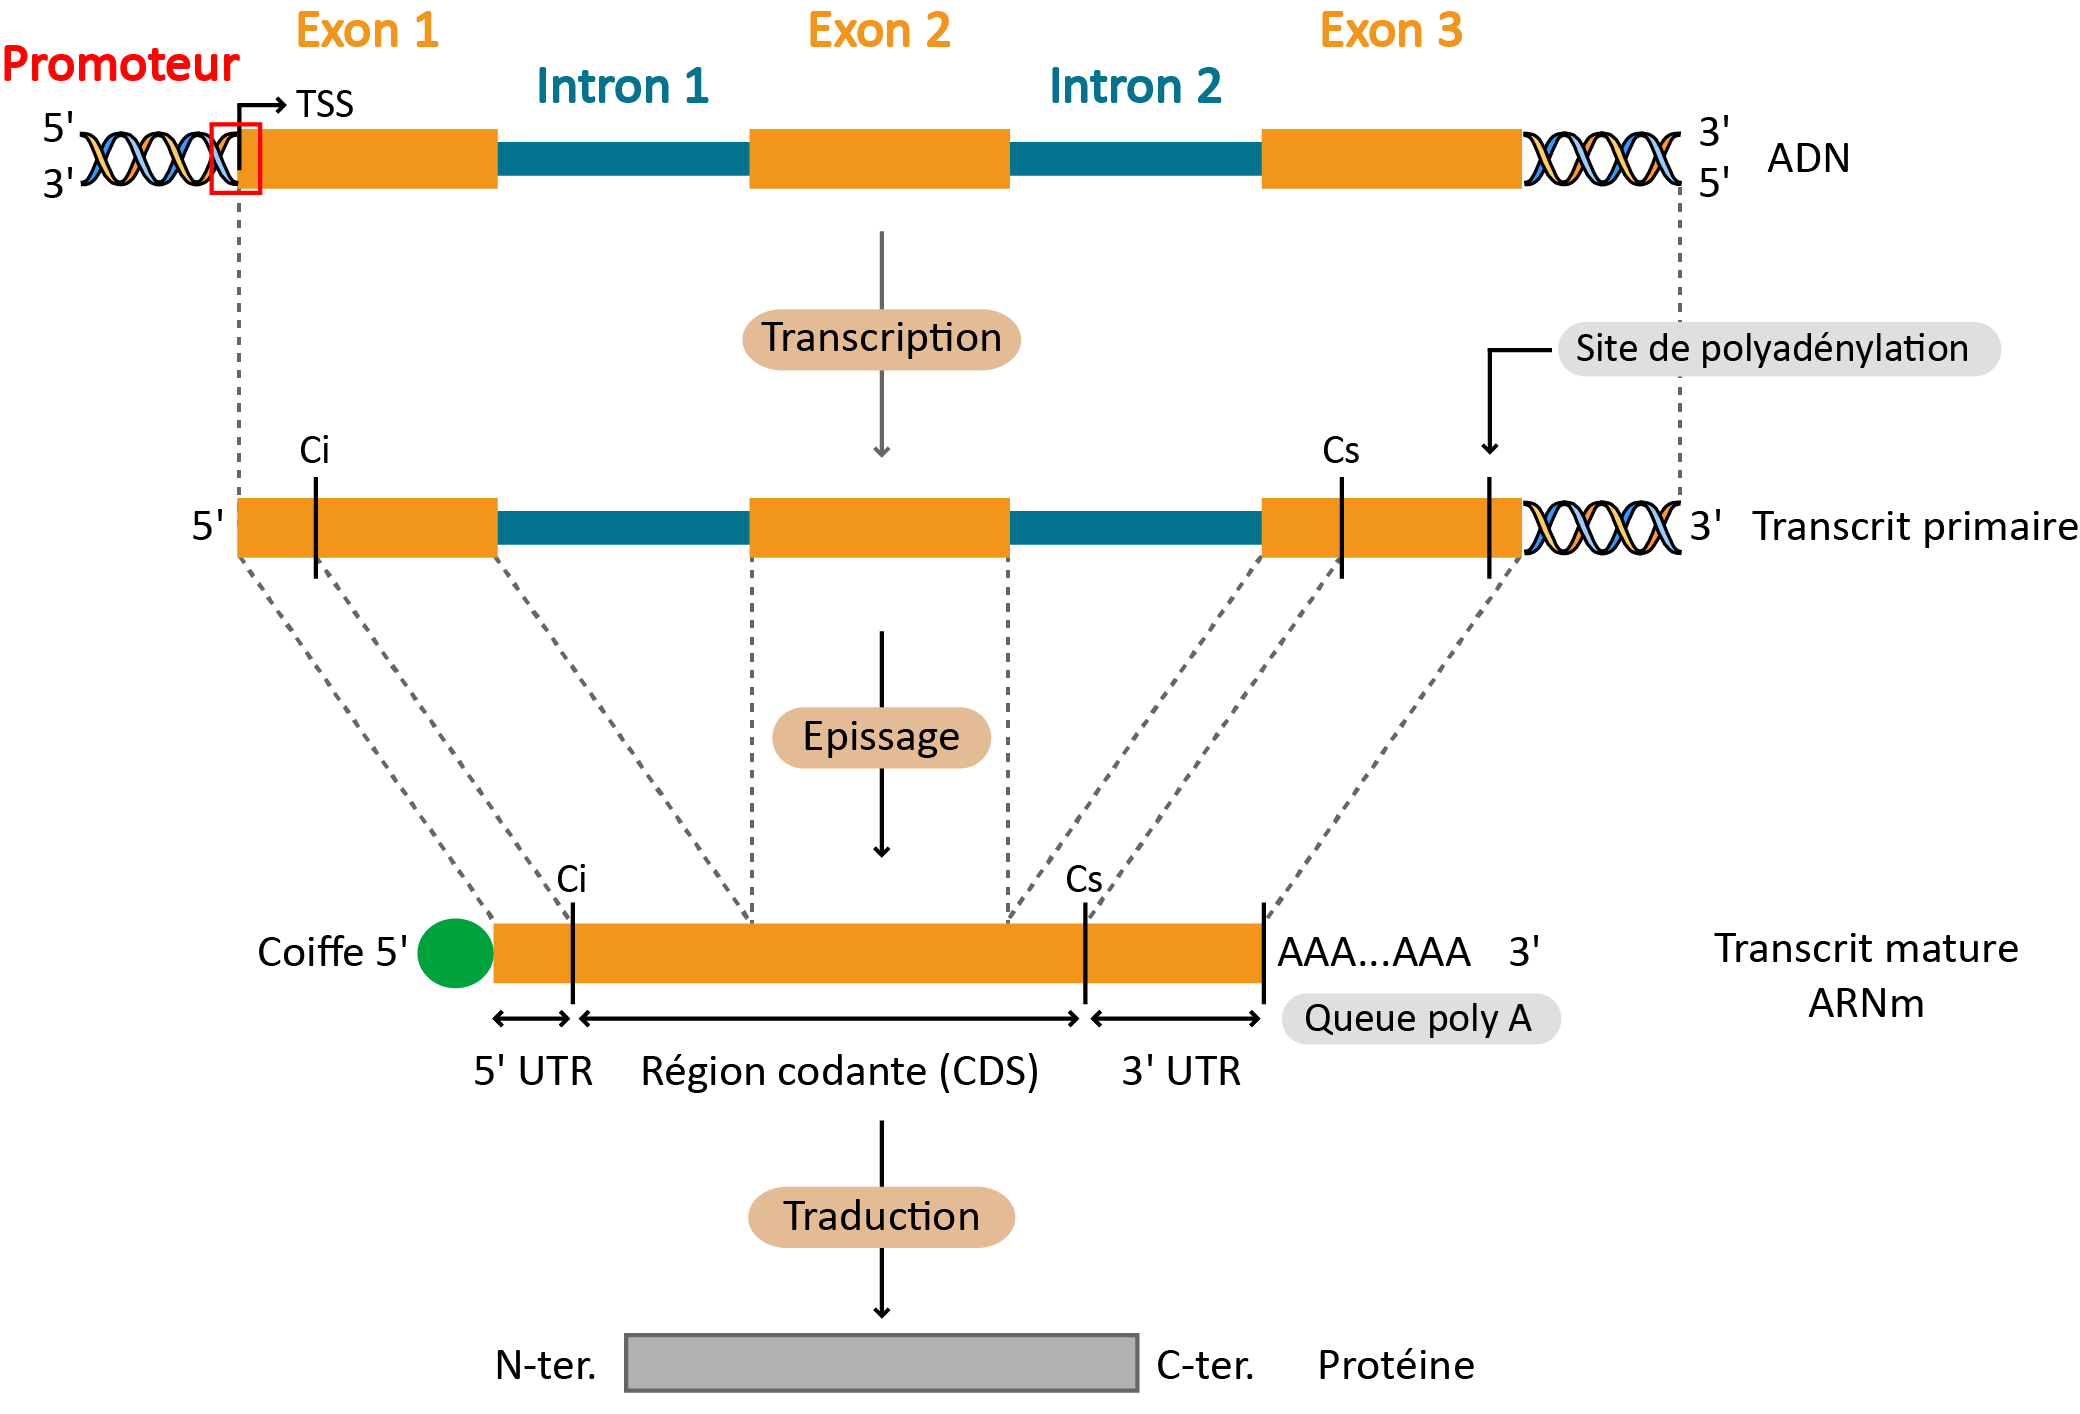 Exon 1
Exon 2
Exon 3
Promoteur
Intron 1
Intron 2
TSS
5'
3'
3'
5'
ADN
Transcription
Site de polyadénylation
Ci
Cs
5'
3'
Transcrit primaire
Epissage
Ci
Cs
Coiffe 5'
AAA...AAA 3'
Transcrit mature
ARNm
Queue poly A
5' UTR
Région codante (CDS)
3' UTR
Traduction
N-ter.
C-ter.
Protéine